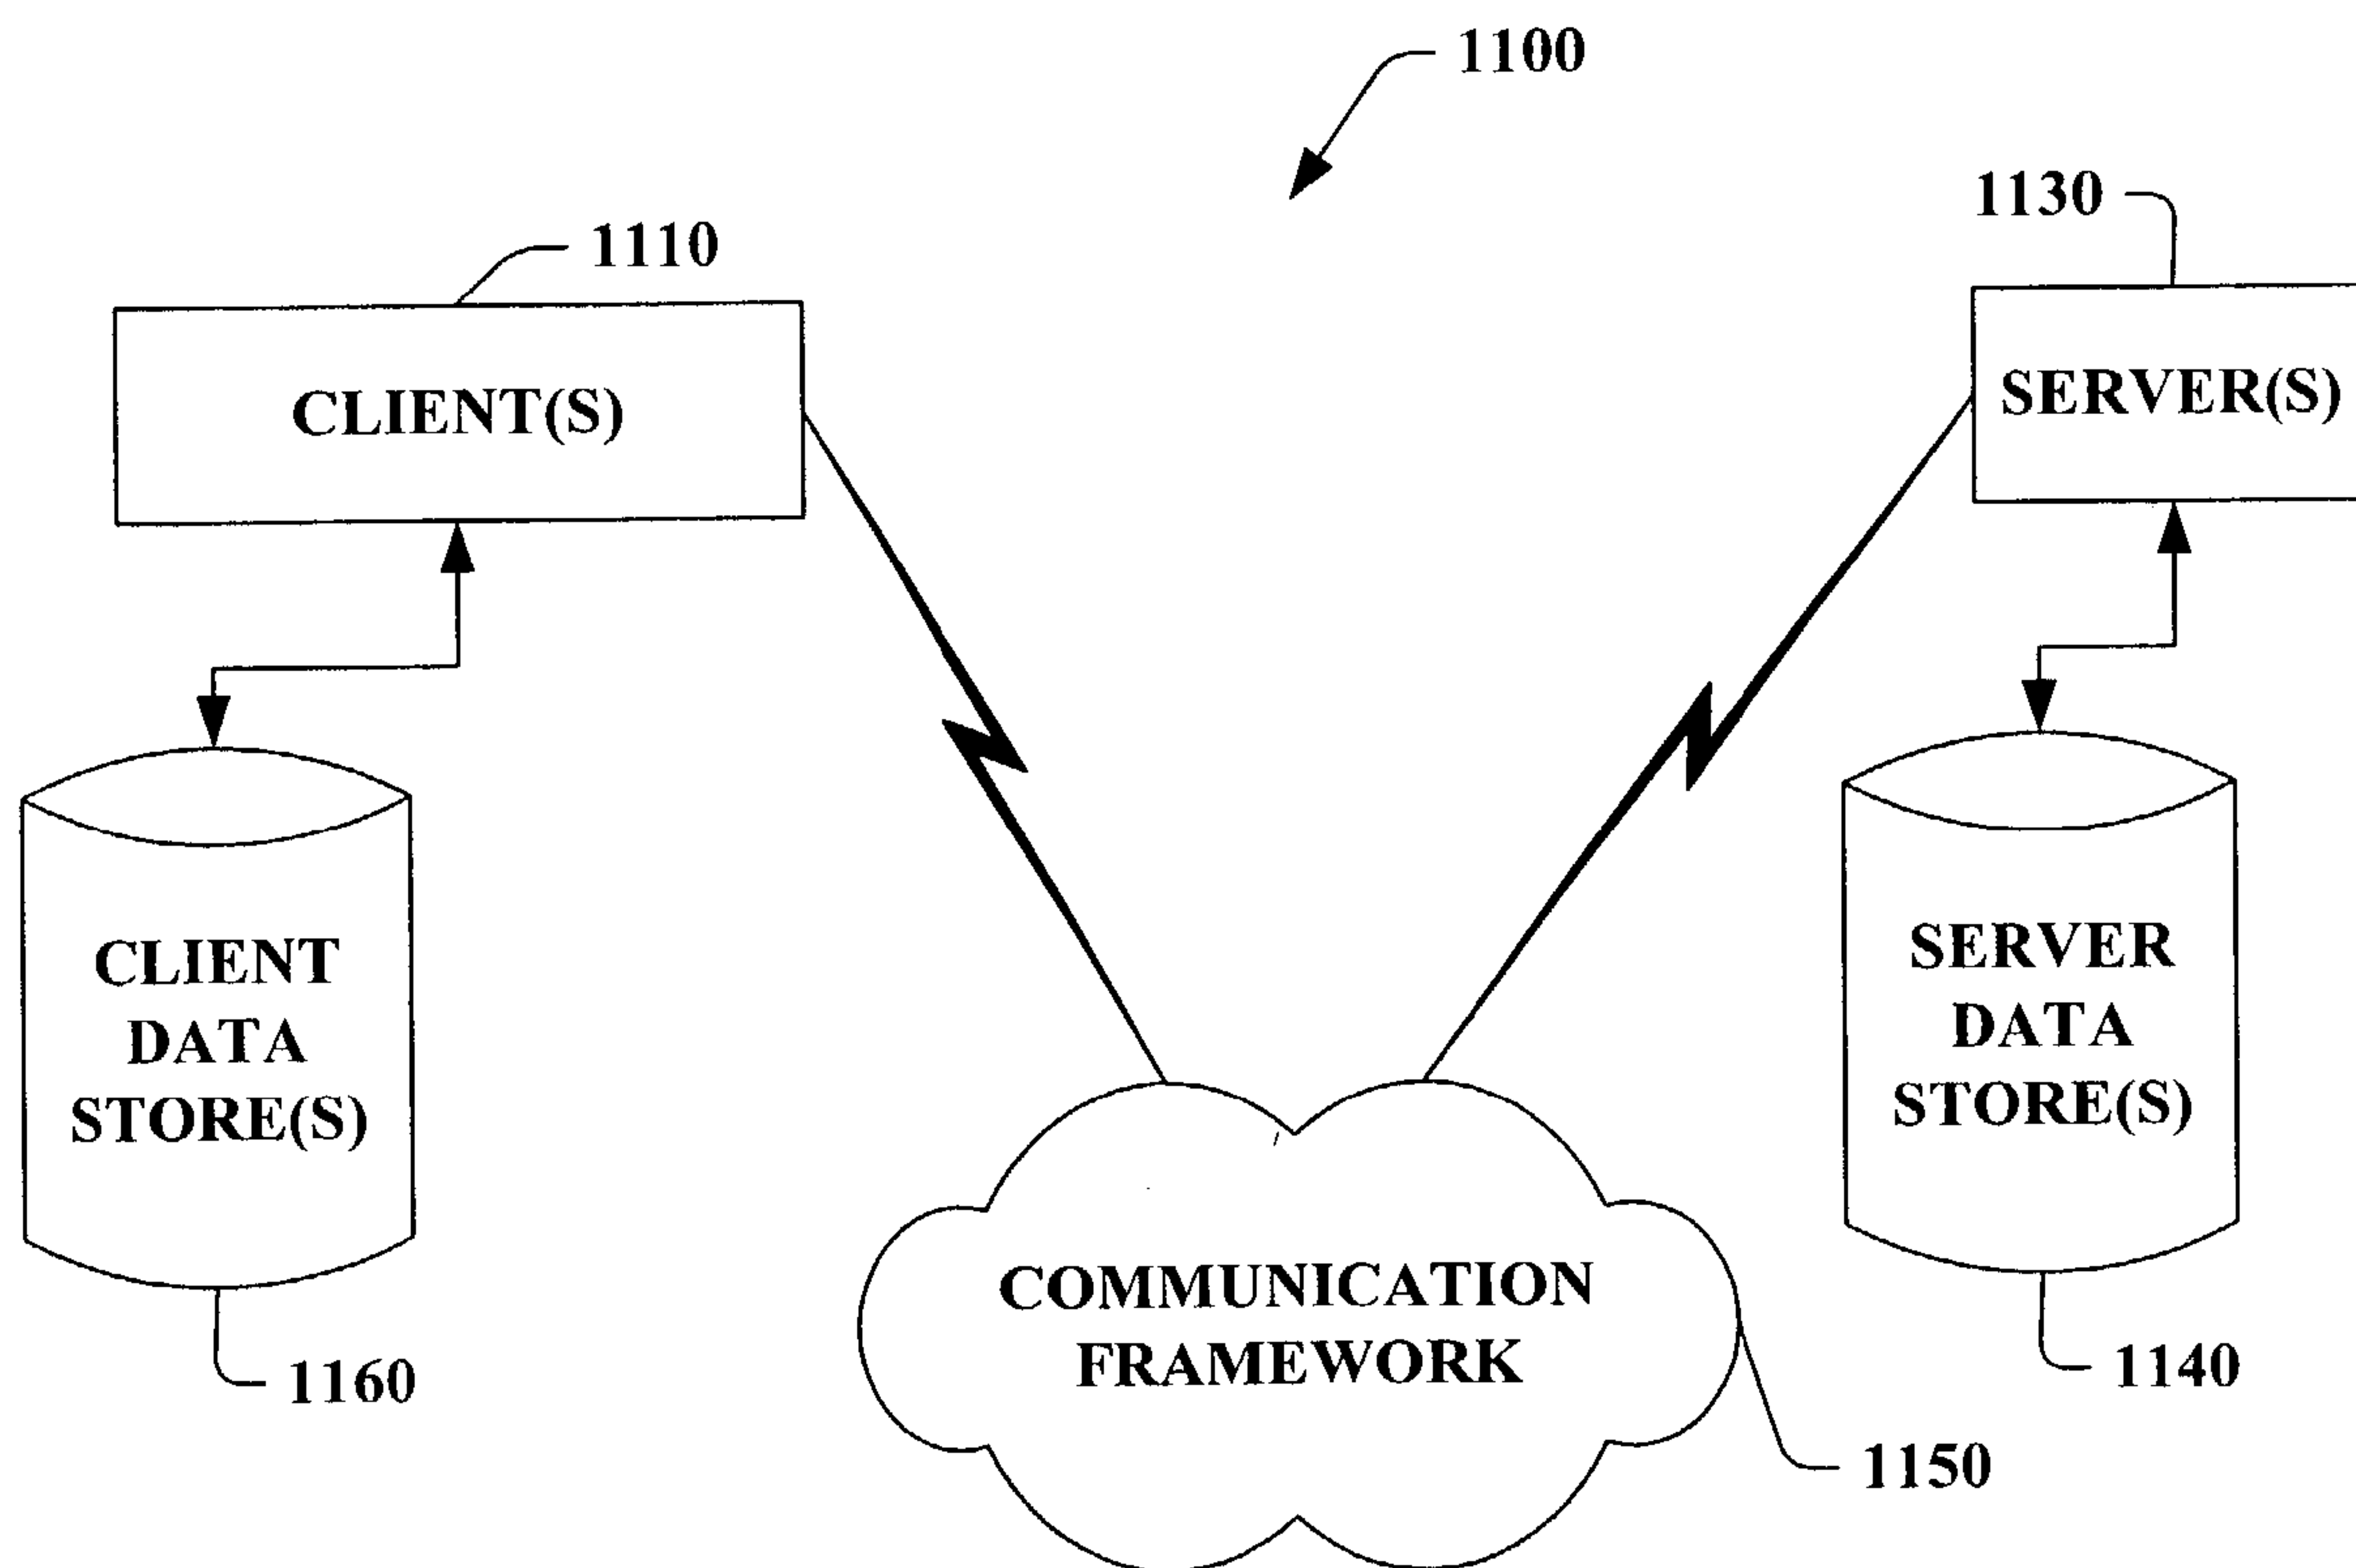 1100
1110
1130
CLIENT(S)
SERVER(S)
CLIENT
DATA
STORE(S)
SERVER
DATA
STORE(S)
COMMUNICATION
FRAMEWORK
1160
1140
1150